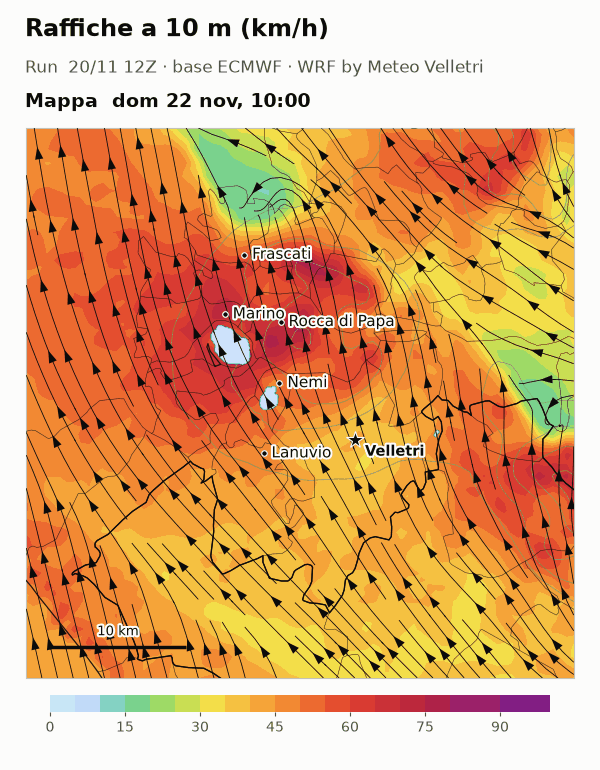 Raffiche a 10 m (km/h)
Run 20/11 12Z · base ECMWF · WRF by Meteo Velletri
Mappa dom 22 nov, 10:00
Frascati
Marino
Rocca di Papa
Nemi
Velletri
Lanuvio
10 km
0 15 30 45 60 75 90